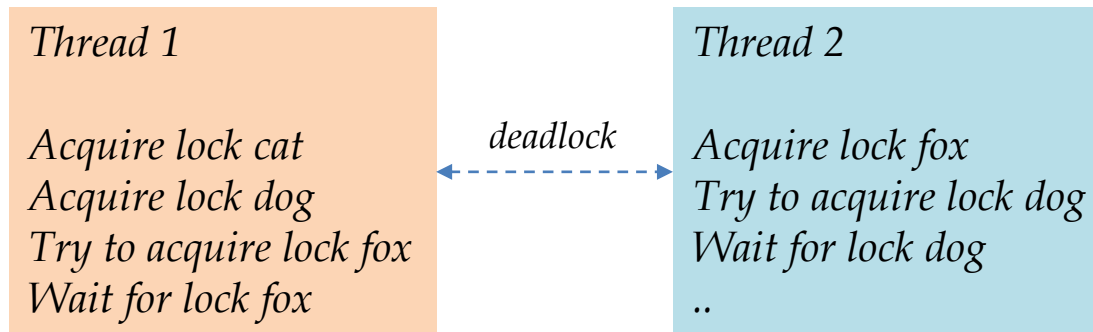 Thread 1
Acquire lock cat
Acquire lock dog
Try to acquire lock fox
Wait for lock fox
deadlock
Thread 2
Acquire lock fox
Try to acquire lock dog
Wait for lock dog
..